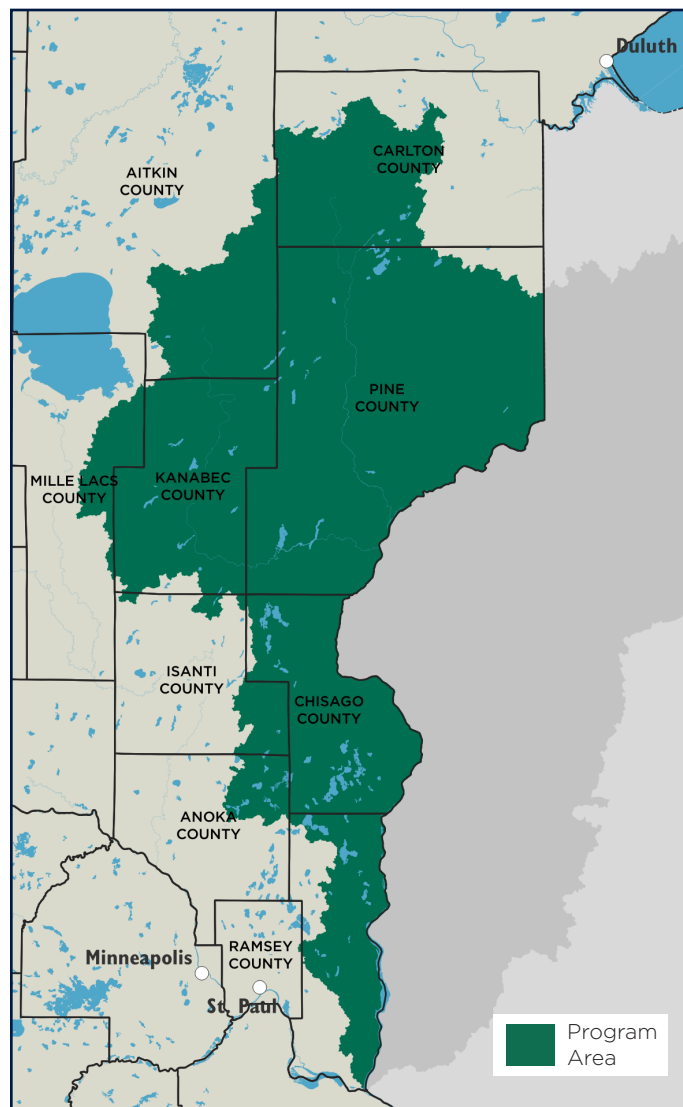 Duluth
CARLTON
COUNTY
AITKIN
COUNTY
PINE
COUNTY
MILLE LACS
COUNTY
KANABEC
COUNTY
ISANTI
COUNTY
CHISAGO
COUNTY
ANOKA
COUNTY
RAMSEY
COUNTY
Minneapolis
St. Paul
Program
Area